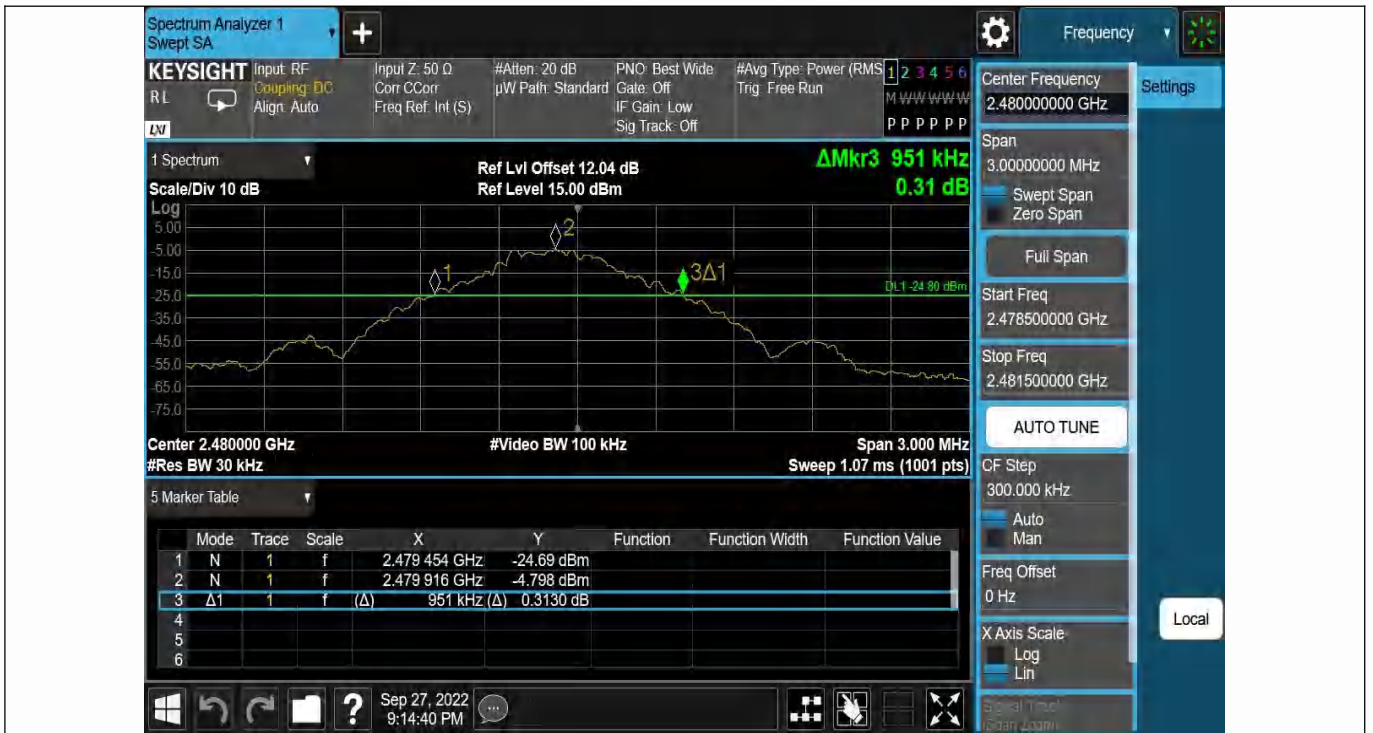 Spectrum Analyzer 1
Swept SA
+
Frequency
KEYSIGHT
RL
LXI
Input: RF
Coupling: DC
Align: Auto
Input Z: 50 Ω
Corr CCorr
Freq Ref: Int (S)
#Atten: 20 dB
µW Path: Standard
PNO: Best Wide
Gate: Off
IF Gain: Low
Sig Track: Off
#Avg Type: Power (RMS
Trig: Free Run
1 2 3 4 5 6
M W W W W W
P P P P P P
Center Frequency
2.480000000 GHz
Settings
Span
3.00000000 MHz
Swept Span
Zero Span
Full Span
Start Freq
2.478500000 GHz
Stop Freq
2.481500000 GHz
AUTO TUNE
CF Step
300.000 kHz
Auto
Man
Freq Offset
0 Hz
X Axis Scale
Log
Lin
Signal Track
(Span Zoom)
Local
1 Spectrum
Scale/Div 10 dB
Ref Lvl Offset 12.04 dB
Ref Level 15.00 dBm
ΔMkr3 951 kHz
0.31 dB
Log
5.00
-5.00
-15.0
-25.0
-35.0
-45.0
-55.0
-65.0
-75.0
1
2
3Δ1
DL1 -24.80 dBm
Center 2.480000 GHz
#Video BW 100 kHz
Span 3.000 MHz
#Res BW 30 kHz
Sweep 1.07 ms (1001 pts)
5 Marker Table
Mode Trace Scale X Y Function Function Width Function Value
1 N 1 f 2.479 454 GHz -24.69 dBm
2 N 1 f 2.479 916 GHz -4.798 dBm
3 Δ1 1 f (Δ) 951 kHz (Δ) 0.3130 dB
4
5
6
?
Sep 27, 2022
9:14:40 PM